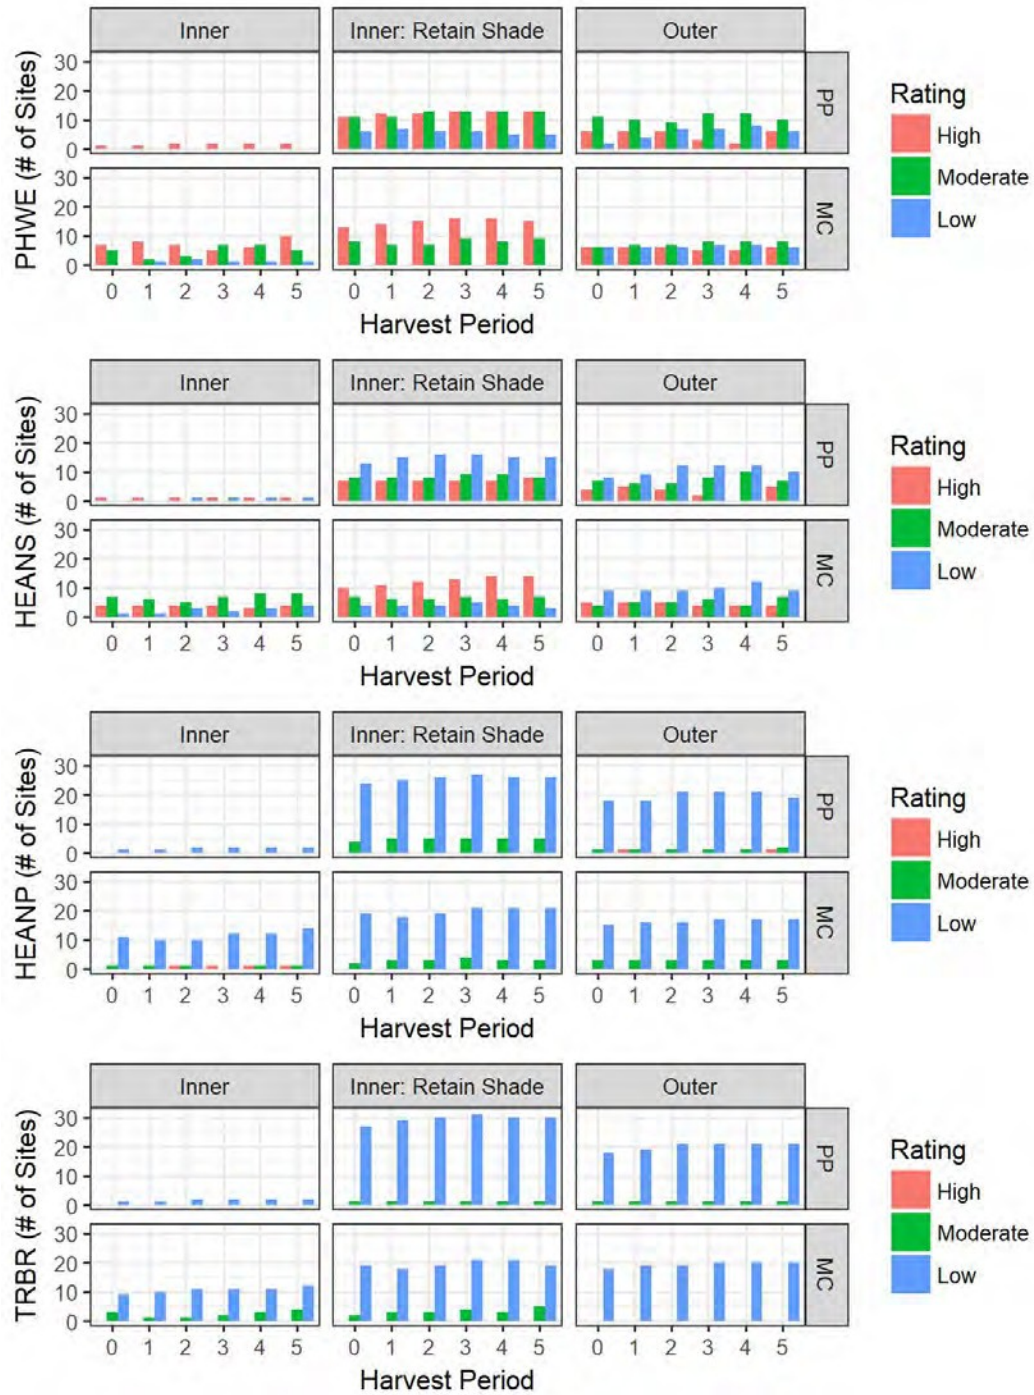 Inner Inner: Retain Shade Outer
PHWE (# of Sites)
30
20
10
0
PP
30
20
10
0
MC
0 1 2 3 4 5 0 1 2 3 4 5 0 1 2 3 4 5
Harvest Period
Rating
High
Moderate
Low
Inner Inner: Retain Shade Outer
HEANS (# of Sites)
30
20
10
0
PP
30
20
10
0
MC
0 1 2 3 4 5 0 1 2 3 4 5 0 1 2 3 4 5
Harvest Period
Rating
High
Moderate
Low
Inner Inner: Retain Shade Outer
HEANP (# of Sites)
30
20
10
0
PP
30
20
10
0
MC
0 1 2 3 4 5 0 1 2 3 4 5 0 1 2 3 4 5
Harvest Period
Rating
High
Moderate
Low
Inner Inner: Retain Shade Outer
TRBR (# of Sites)
30
20
10
0
PP
30
20
10
0
MC
0 1 2 3 4 5 0 1 2 3 4 5 0 1 2 3 4 5
Harvest Period
Rating
High
Moderate
Low